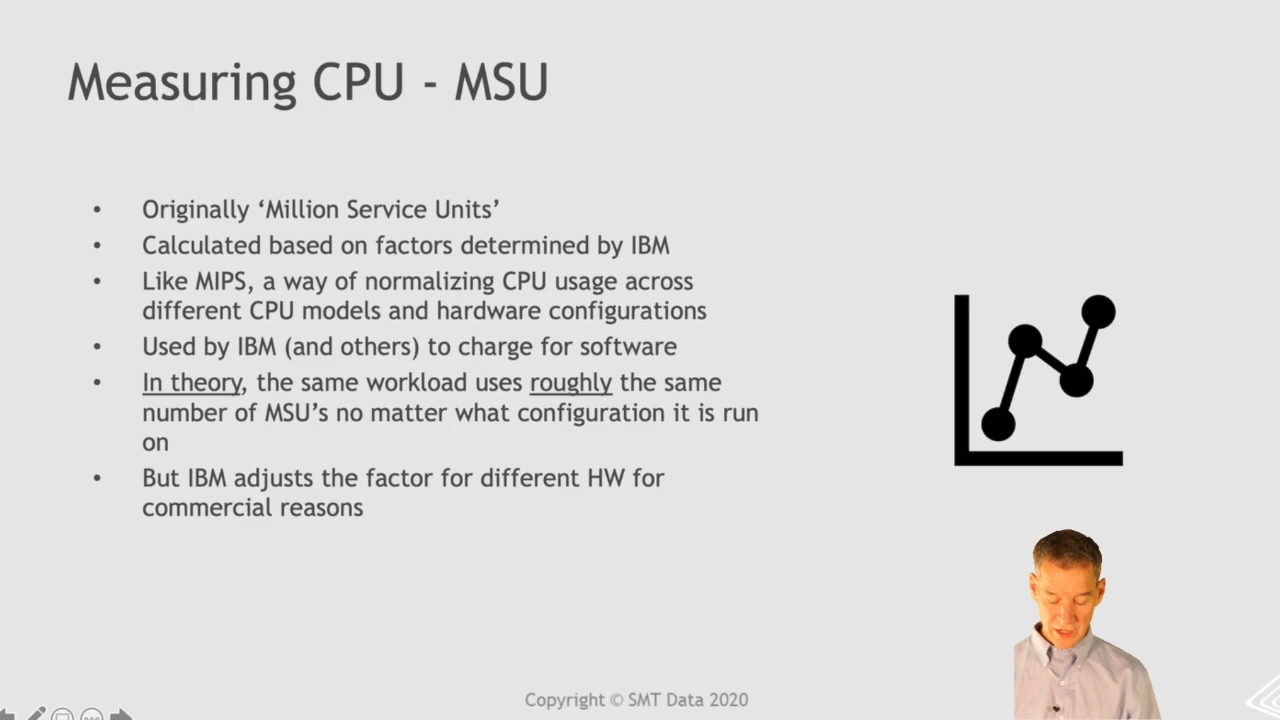 Measuring CPU - MSU
• Originally ‘Million Service Units’
• Calculated based on factors determined by IBM
• Like MIPS, a way of normalizing CPU usage across
different CPU models and hardware configurations
• Used by IBM (and others) to charge for software
• In theory, the same workload uses roughly the same
number of MSU’s no matter what configuration it is run
on
• But IBM adjusts the factor for different HW for
commercial reasons
Copyright © SMT Data 2020